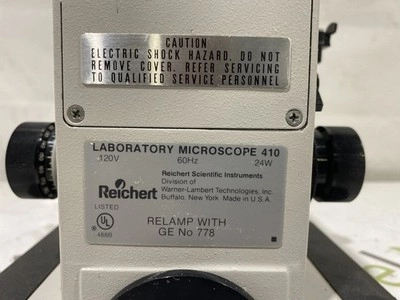 CAUTION
ELECTRIC SHOCK HAZARD. DO NOT
REMOVE COVER. REFER SERVICING
TO QUALIFIED SERVICE PERSONNEL
LABORATORY MICROSCOPE 410
120V 60Hz 24W
Reichert Scientific Instruments
Division of
Warner-Lambert Technologies, Inc.
Buffalo, New York Made in U.S.A.
Reichert
LISTED
UL
RELAMP WITH
GE No 778